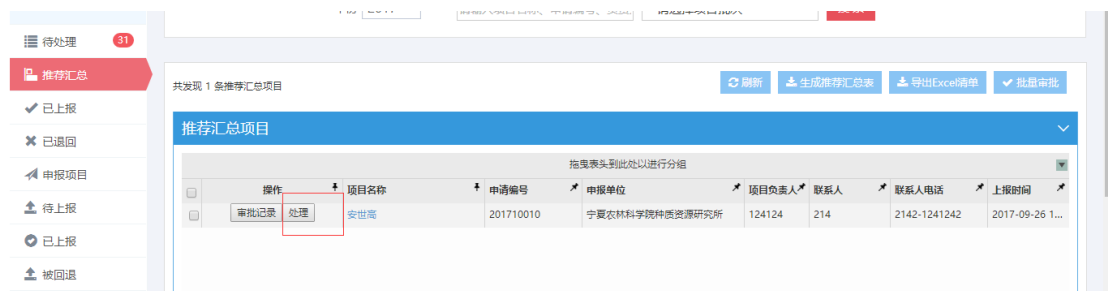 2017
待处理 31
推荐汇总
已上报
已退回
申报项目
待上报
已上报
被回退
共发现 1 条推荐汇总项目
刷新 生成推荐汇总表 导出Excel清单 批量审批
推荐汇总项目
拖曳表头到此处以进行分组
操作 项目名称 申请编号 申报单位 项目负责人 联系人 联系人电话 上报时间
审批记录 处理 安世高 201710010 宁夏农林科学院种质资源研究所 124124 214 2142-1241242 2017-09-26 1...